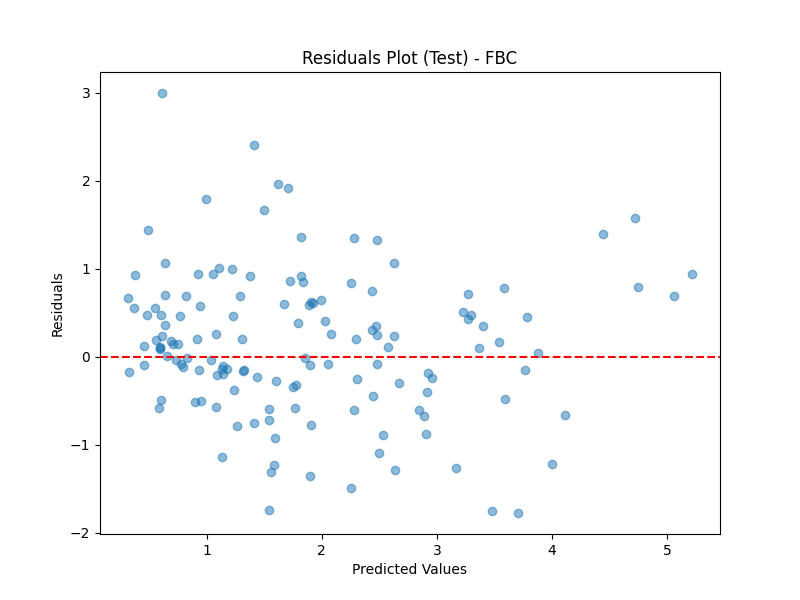 Residuals Plot (Test) - FBC
3
2
1
0
−1
−2
Residuals
1 2 3 4 5
Predicted Values